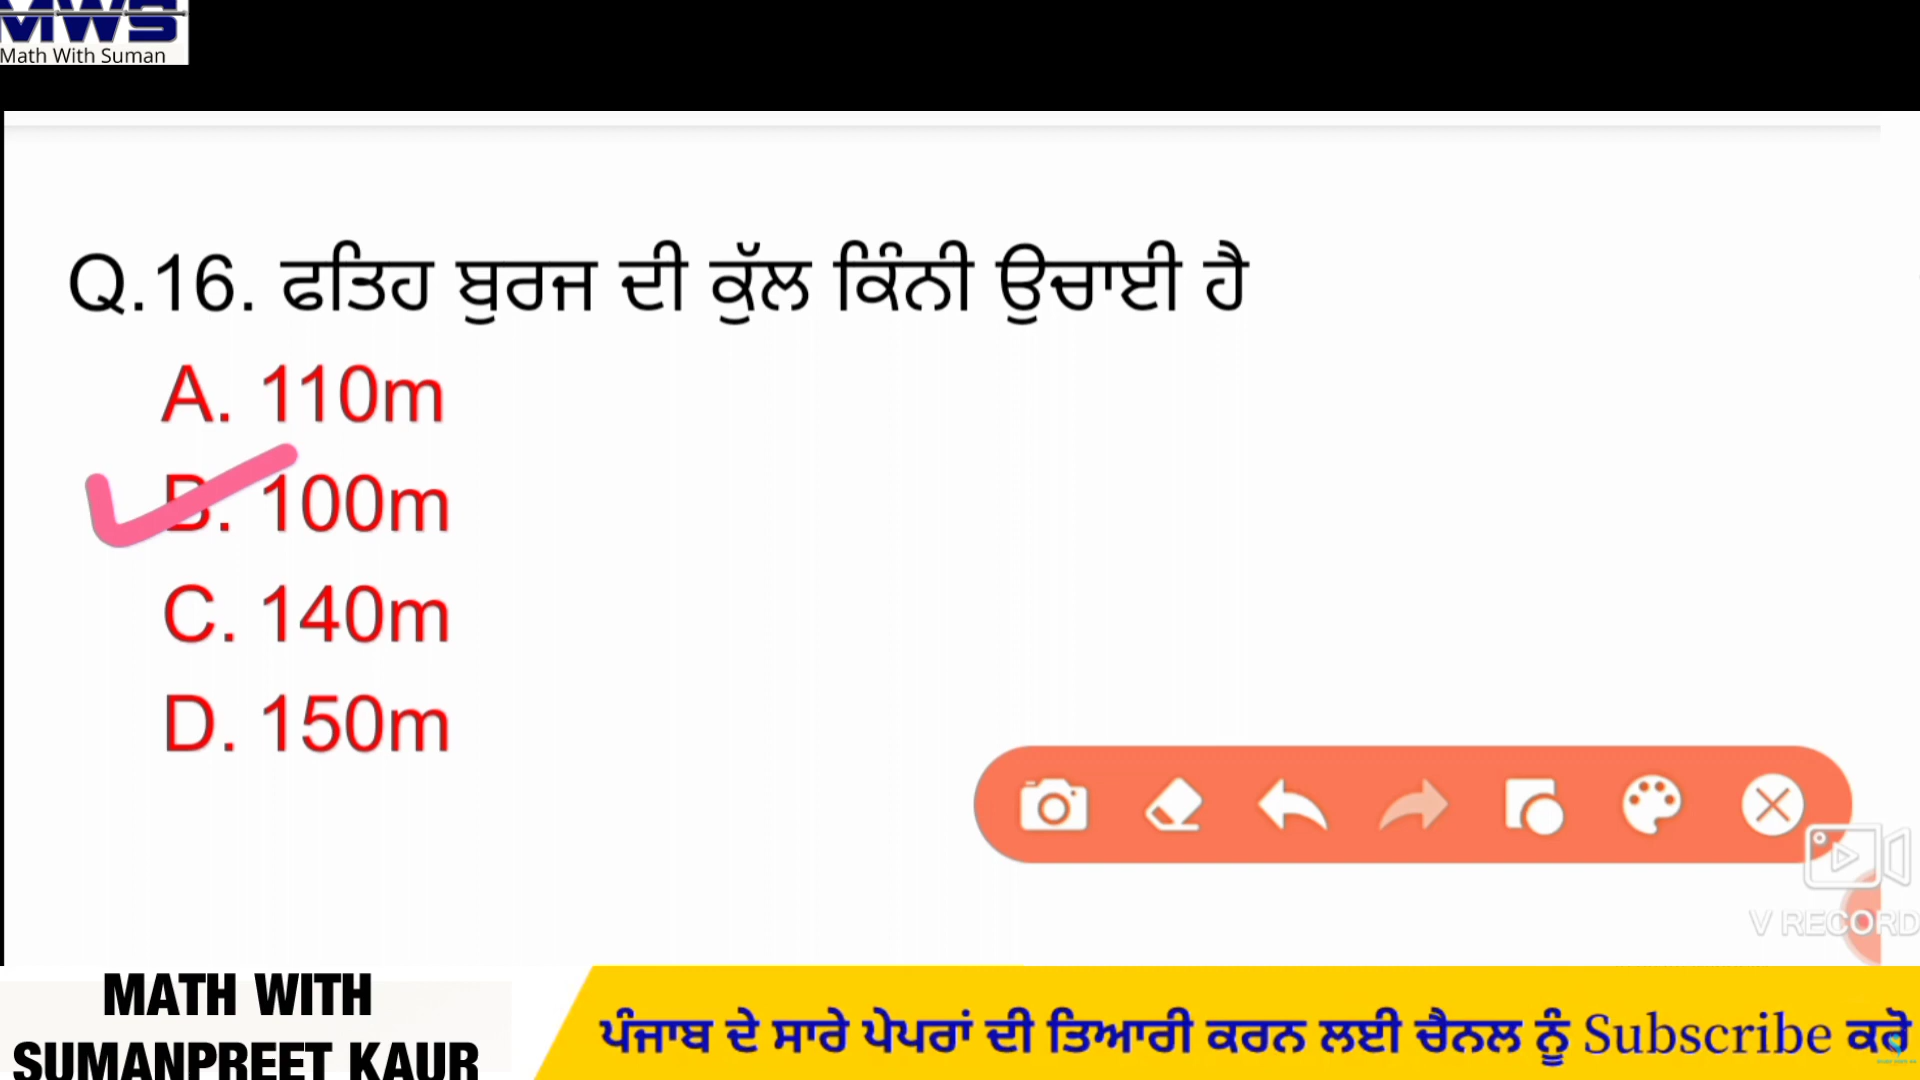 MWS
Math With Suman
Q.16. ਫਤਿਹ ਬੁਰਜ ਦੀ ਕੁੱਲ ਕਿੰਨੀ ਉਚਾਈ ਹੈ
A. 110m
B. 100m
C. 140m
D. 150m
V RECORD
MATH WITH
SUMANPREET KAUR
ਪੰਜਾਬ ਦੇ ਸਾਰੇ ਪੇਪਰਾਂ ਦੀ ਤਿਆਰੀ ਕਰਨ ਲਈ ਚੈਨਲ ਨੂੰ Subscribe ਕਰੋ